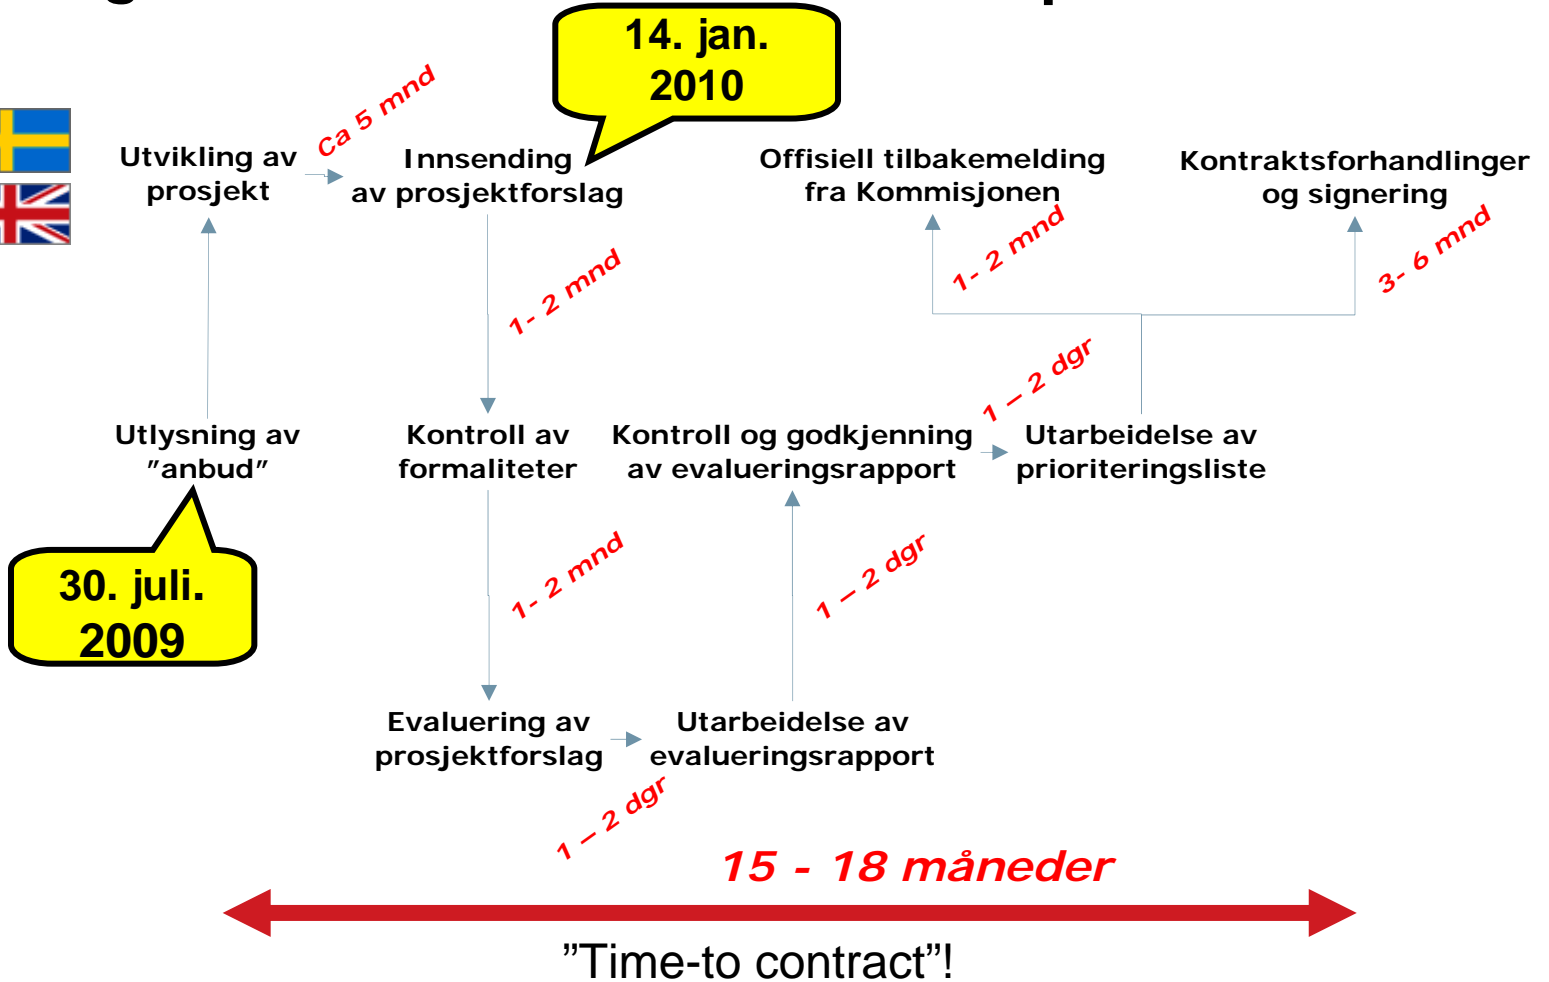 14. jan.
2010
Ca 5 mnd
Utvikling av
prosjekt
Innsending
av prosjektforslag
Offisiell tilbakemelding
fra Kommisjonen
Kontraktsforhandlinger
og signering
1- 2 mnd
1- 2 mnd
3- 6 mnd
1 – 2 dgr
Utlysning av
”anbud”
Kontroll av
formaliteter
Kontroll og godkjenning
av evalueringsrapport
Utarbeidelse av
prioriteringsliste
30. juli.
2009
1- 2 mnd
1 – 2 dgr
Evaluering av
prosjektforslag
Utarbeidelse av
evalueringsrapport
1 – 2 dgr
15 - 18 måneder
”Time-to contract”!